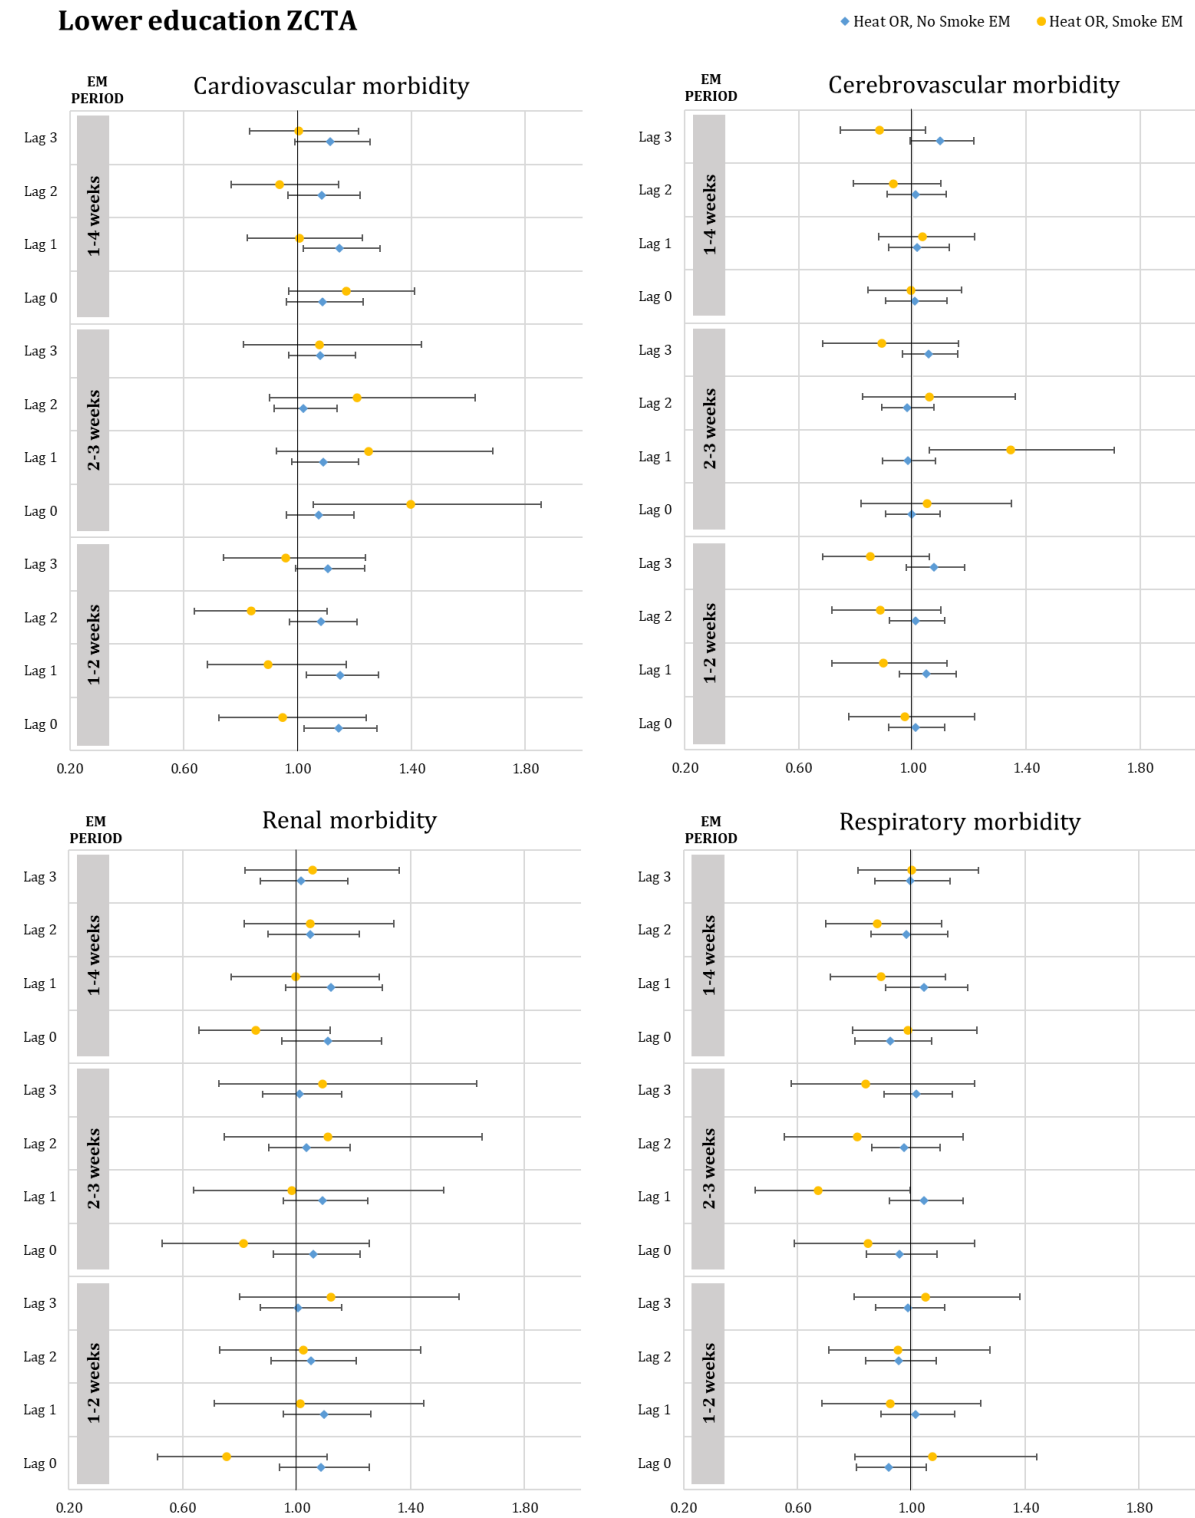 Lower education ZCTA
Heat OR, No Smoke EM
Heat OR, Smoke EM
EM
PERIOD
Cardiovascular morbidity
1-4 weeks
Lag 3
Lag 2
Lag 1
Lag 0
2-3 weeks
Lag 3
Lag 2
Lag 1
Lag 0
1-2 weeks
Lag 3
Lag 2
Lag 1
Lag 0
0.20 0.60 1.00 1.40 1.80
EM
PERIOD
Cerebrovascular morbidity
1-4 weeks
Lag 3
Lag 2
Lag 1
Lag 0
2-3 weeks
Lag 3
Lag 2
Lag 1
Lag 0
1-2 weeks
Lag 3
Lag 2
Lag 1
Lag 0
0.20 0.60 1.00 1.40 1.80
EM
PERIOD
Renal morbidity
1-4 weeks
Lag 3
Lag 2
Lag 1
Lag 0
2-3 weeks
Lag 3
Lag 2
Lag 1
Lag 0
1-2 weeks
Lag 3
Lag 2
Lag 1
Lag 0
0.20 0.60 1.00 1.40 1.80
EM
PERIOD
Respiratory morbidity
1-4 weeks
Lag 3
Lag 2
Lag 1
Lag 0
2-3 weeks
Lag 3
Lag 2
Lag 1
Lag 0
1-2 weeks
Lag 3
Lag 2
Lag 1
Lag 0
0.20 0.60 1.00 1.40 1.80